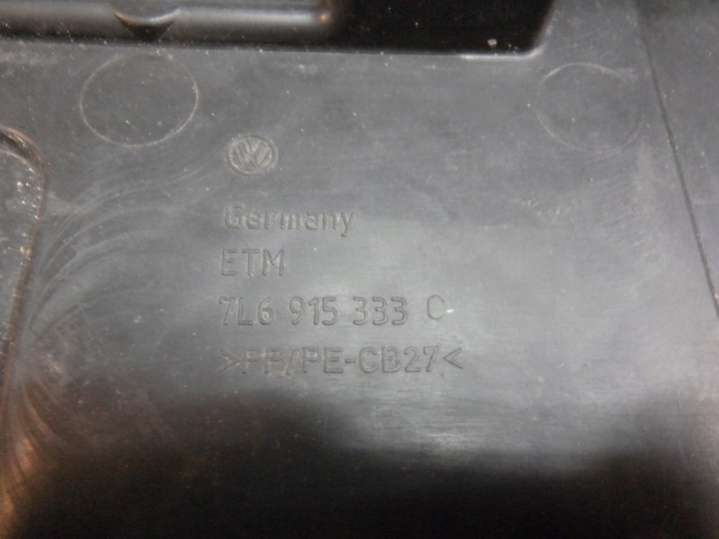 Germany
ETM
7L6 915 333 C
>PP/PE-CB27<